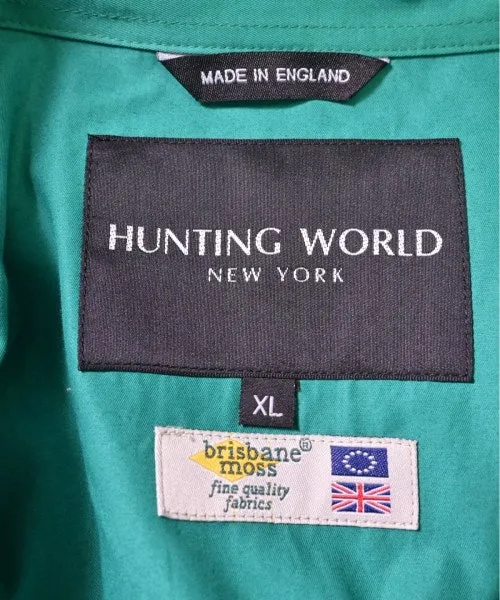 MADE IN ENGLAND
HUNTING WORLD
NEW YORK
XL
brisbane®
moss
fine quality
fabrics